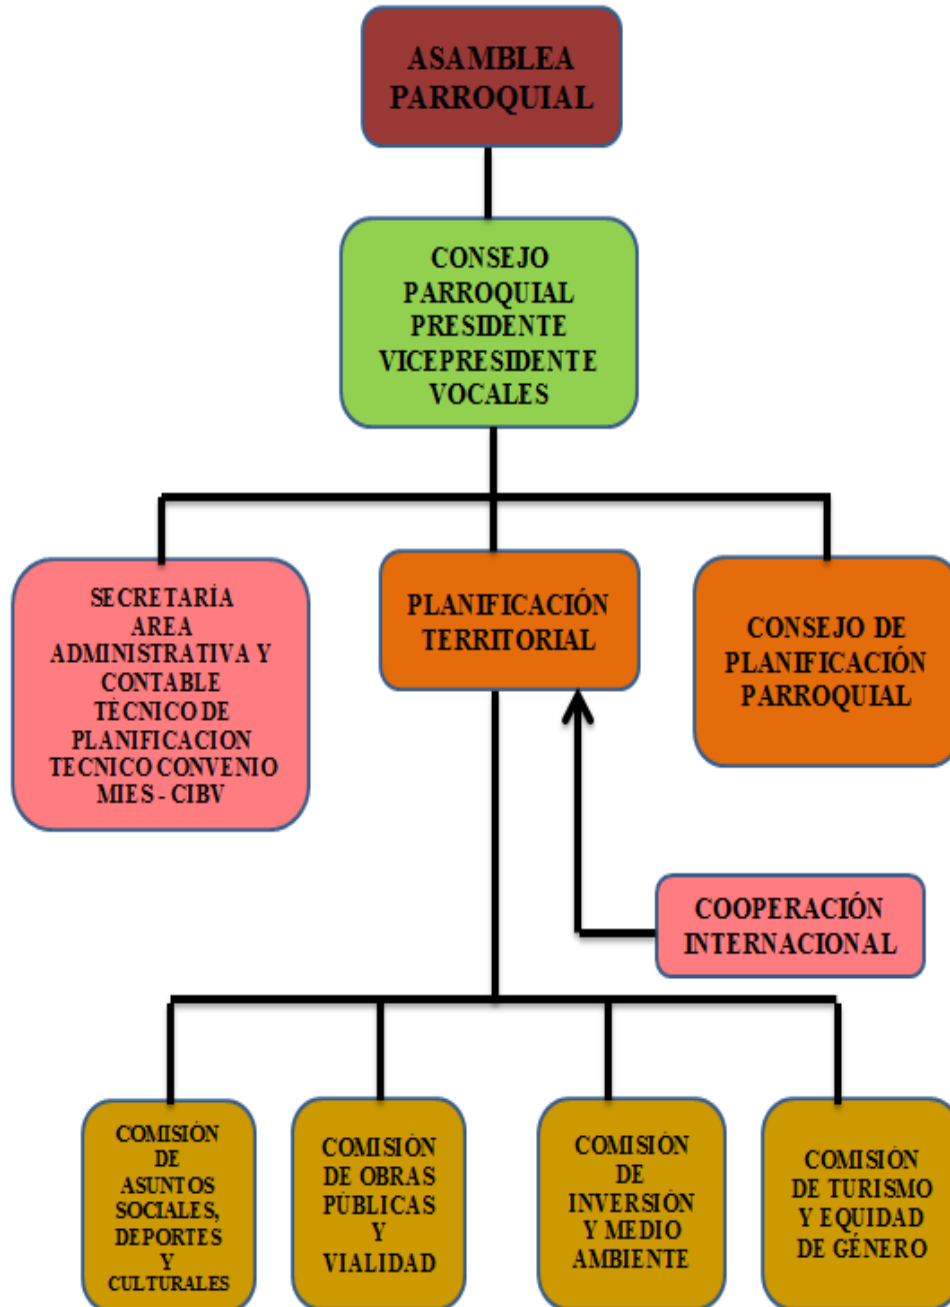 ASAMBLEA
PARROQUIAL
CONSEJO
PARROQUIAL
PRESIDENTE
VICEPRESIDENTE
VOCALES
SECRETARÍA
AREA
ADMINISTRATIVA Y
CONTABLE
TÉCNICO DE
PLANIFICACION
TECNICO CONVENIO
MIES - CIBV
PLANIFICACIÓN
TERRITORIAL
CONSEJO DE
PLANIFICACIÓN
PARROQUIAL
COOPERACIÓN
INTERNACIONAL
COMISIÓN
DE
ASUNTOS
SOCIALES,
DEPORTES
Y
CULTURALES
COMISIÓN
DE OBRAS
PÚBLICAS
Y
VIALIDAD
COMISIÓN
DE
INVERSIÓN
Y MEDIO
AMBIENTE
COMISIÓN
DE TURISMO
Y EQUIDAD
DE GÉNERO